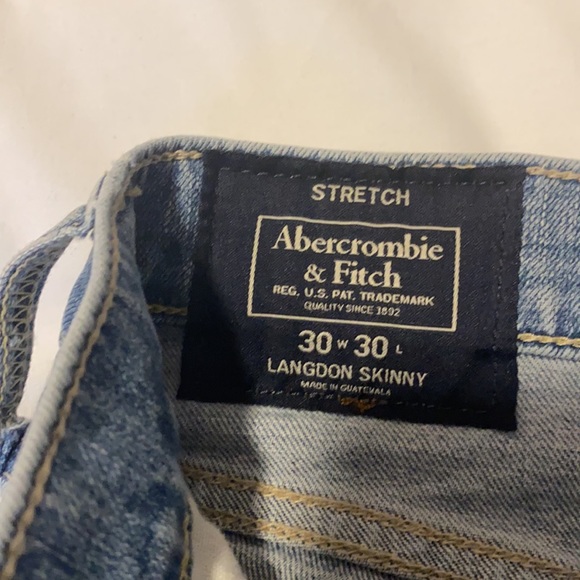 STRETCH
Abercrombie
& Fitch
REG. U.S. PAT. TRADEMARK
QUALITY SINCE 1892
30 W 30 L
LANGDON SKINNY
MADE IN GUATEMALA